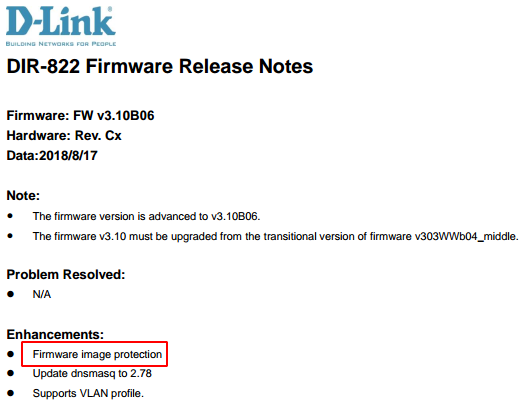 D-Link®
BUILDING NETWORKS FOR PEOPLE
DIR-822 Firmware Release Notes
Firmware: FW v3.10B06
Hardware: Rev. Cx
Data:2018/8/17
Note:
● The firmware version is advanced to v3.10B06.
● The firmware v3.10 must be upgraded from the transitional version of firmware v303WWb04_middle.
Problem Resolved:
● N/A
Enhancements:
● Firmware image protection
● Update dnsmasq to 2.78
● Supports VLAN profile.